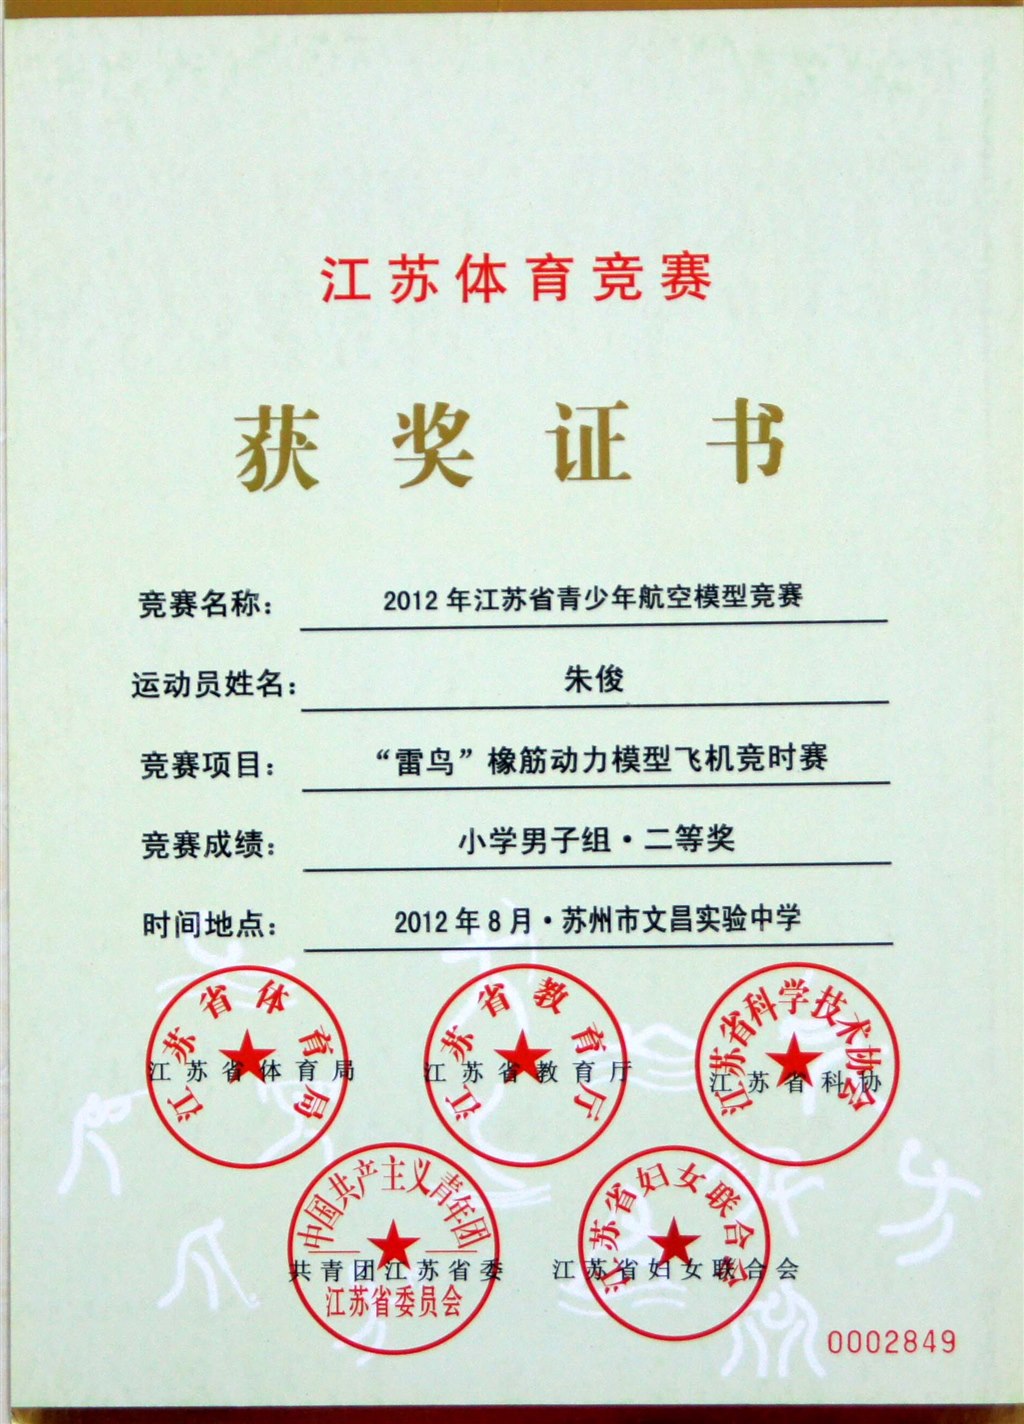 江苏体育竞赛
获奖证书
竞赛名称： 2012年江苏省青少年航空模型竞赛
运动员姓名： 朱俊
竞赛项目： “雷鸟”橡筋动力模型飞机竞时赛
竞赛成绩： 小学男子组·二等奖
时间地点： 2012年8月·苏州市文昌实验中学
江苏省体育局
江苏省体育局
江苏省教育厅
江苏省教育厅
江苏省科学技术协会
江苏省科协
中国共产主义青年团
共青团江苏省委
江苏省委员会
江苏省妇女联合会
江苏省妇女联合会
0002849